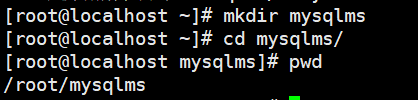 [root@localhost ~]# mkdir mysqlms
[root@localhost ~]# cd mysqlms/
[root@localhost mysqlms]# pwd
/root/mysqlms